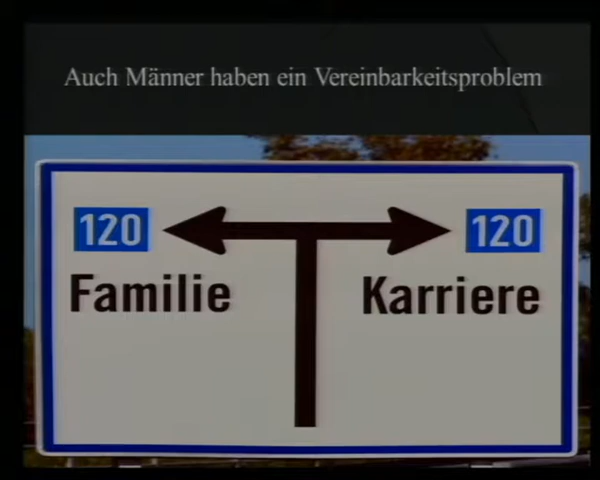 Auch Männer haben ein Vereinbarkeitsproblem
120 120
Familie Karriere